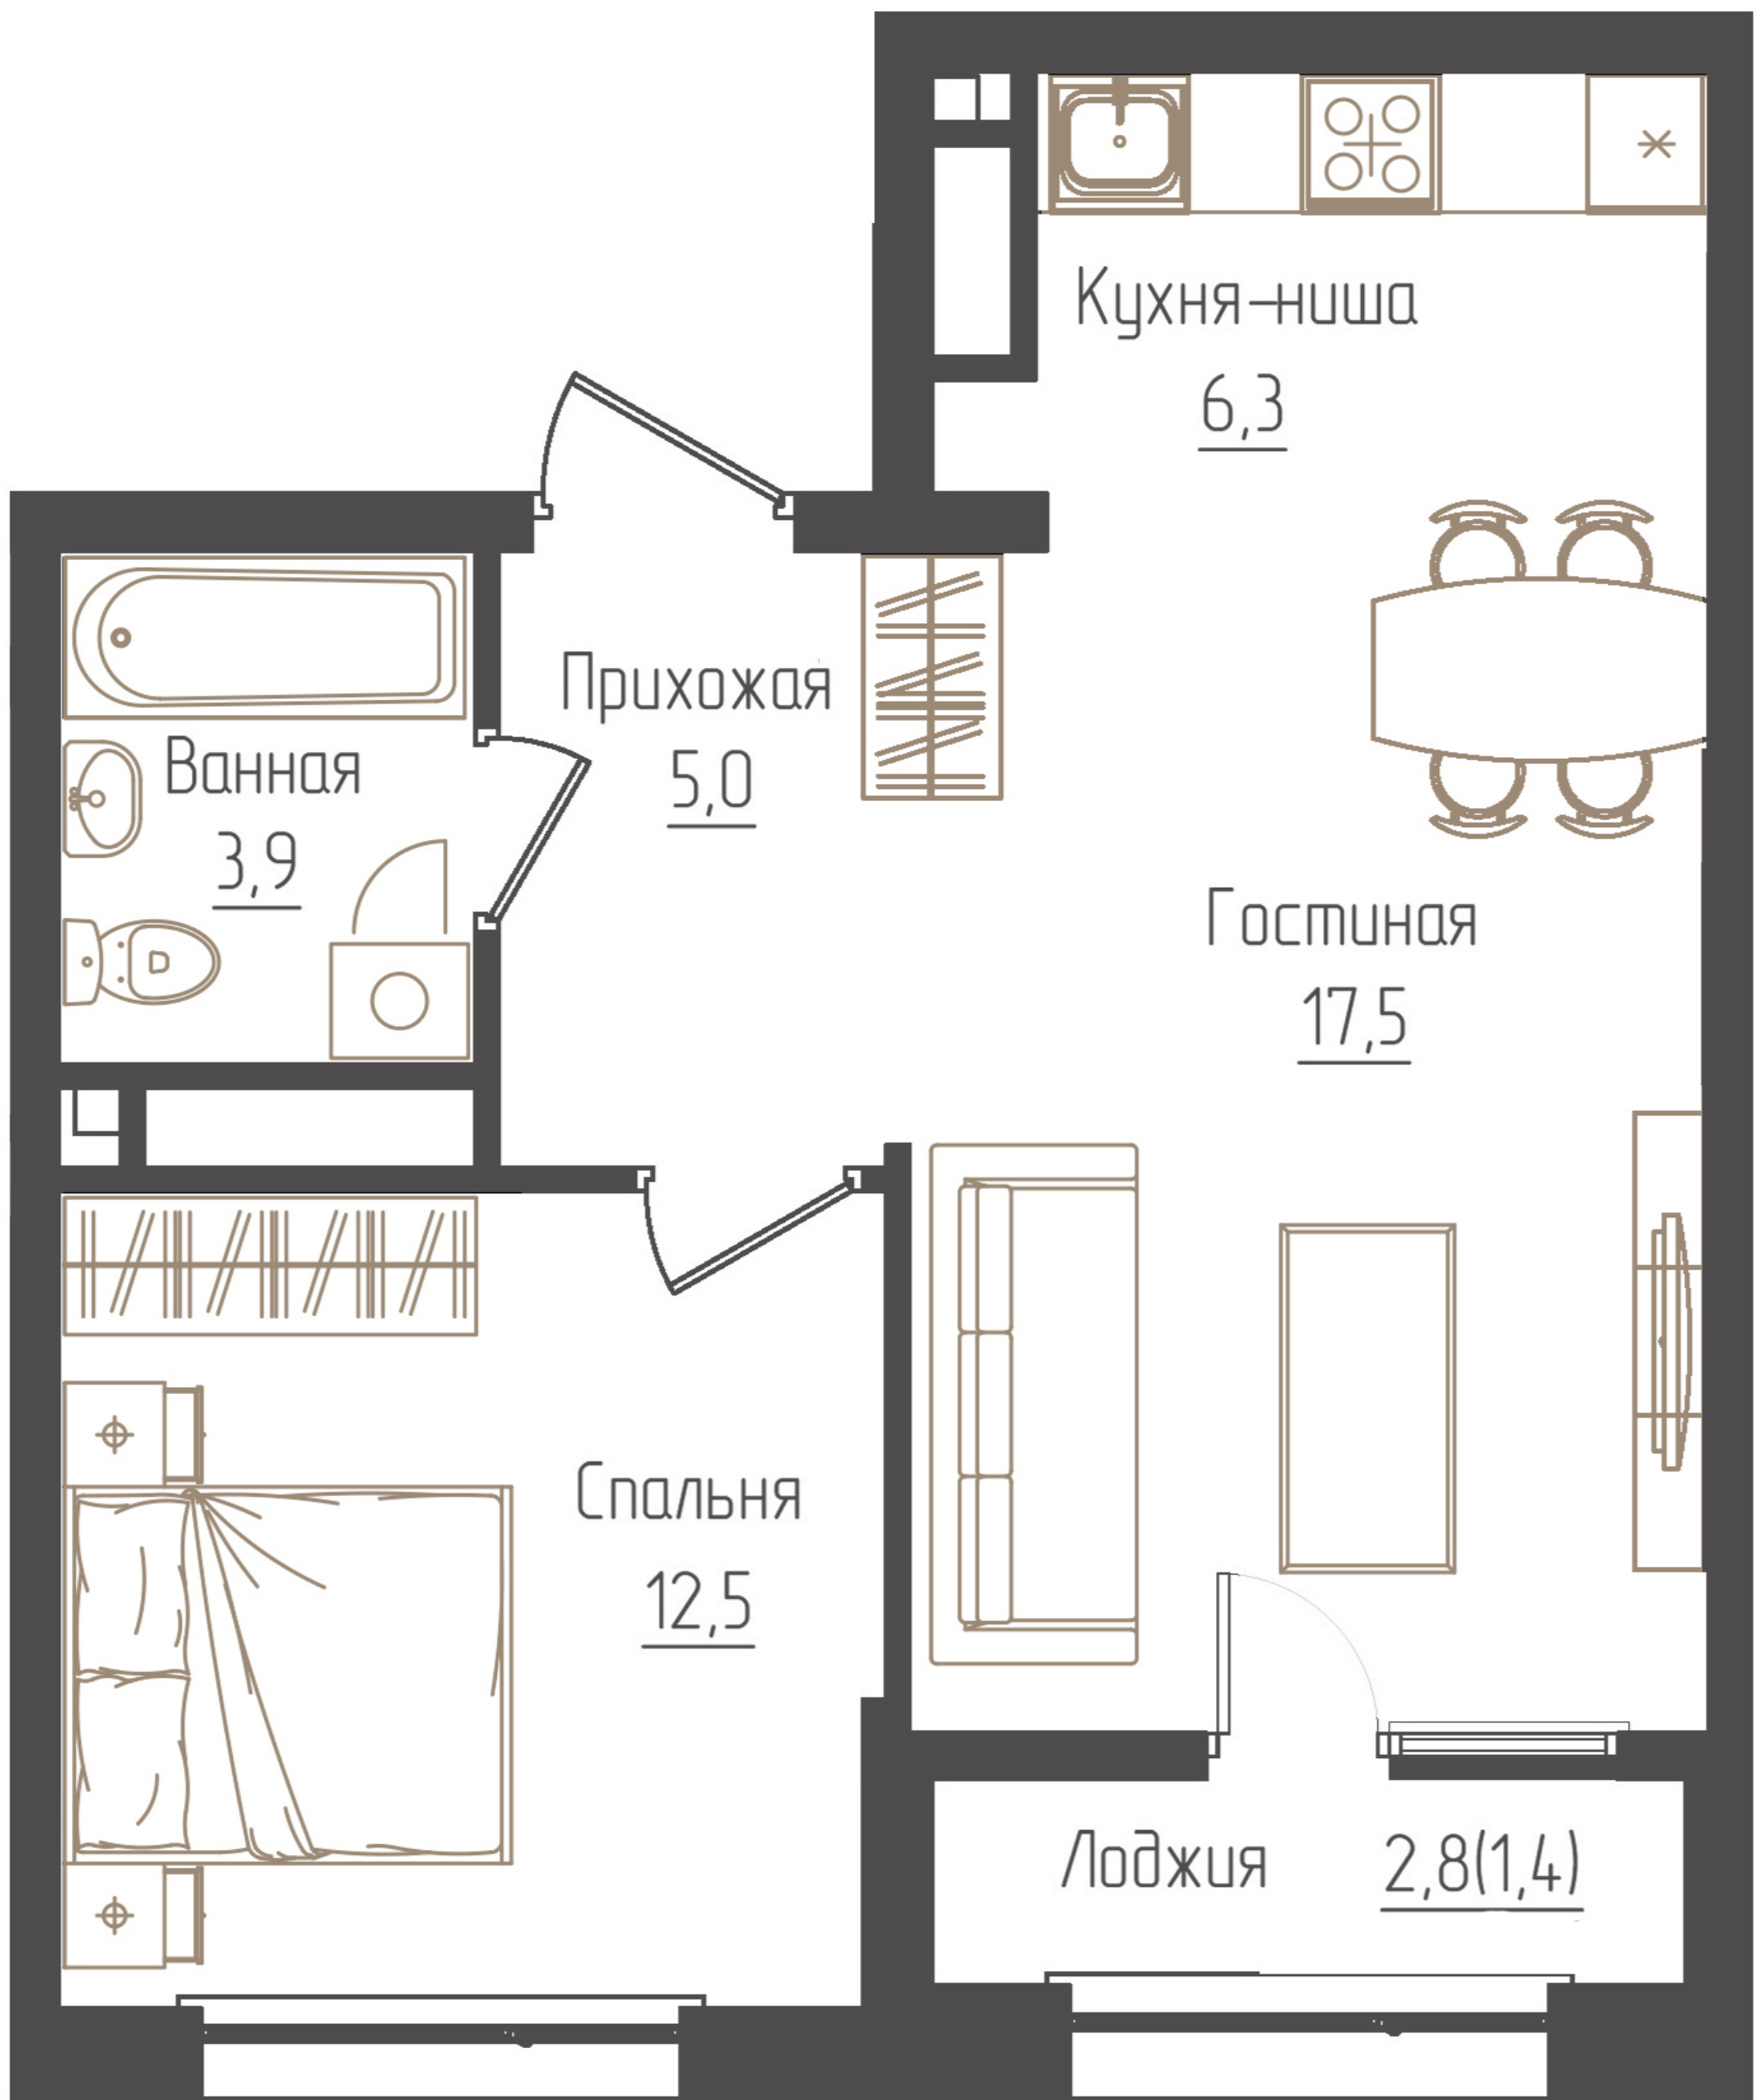 Кухня-ниша
6,3
Прихожая
5,0
Ванная
3,9
Гостиная
17,5
Спальня
12,5
Лоджия 2,8(1,4)